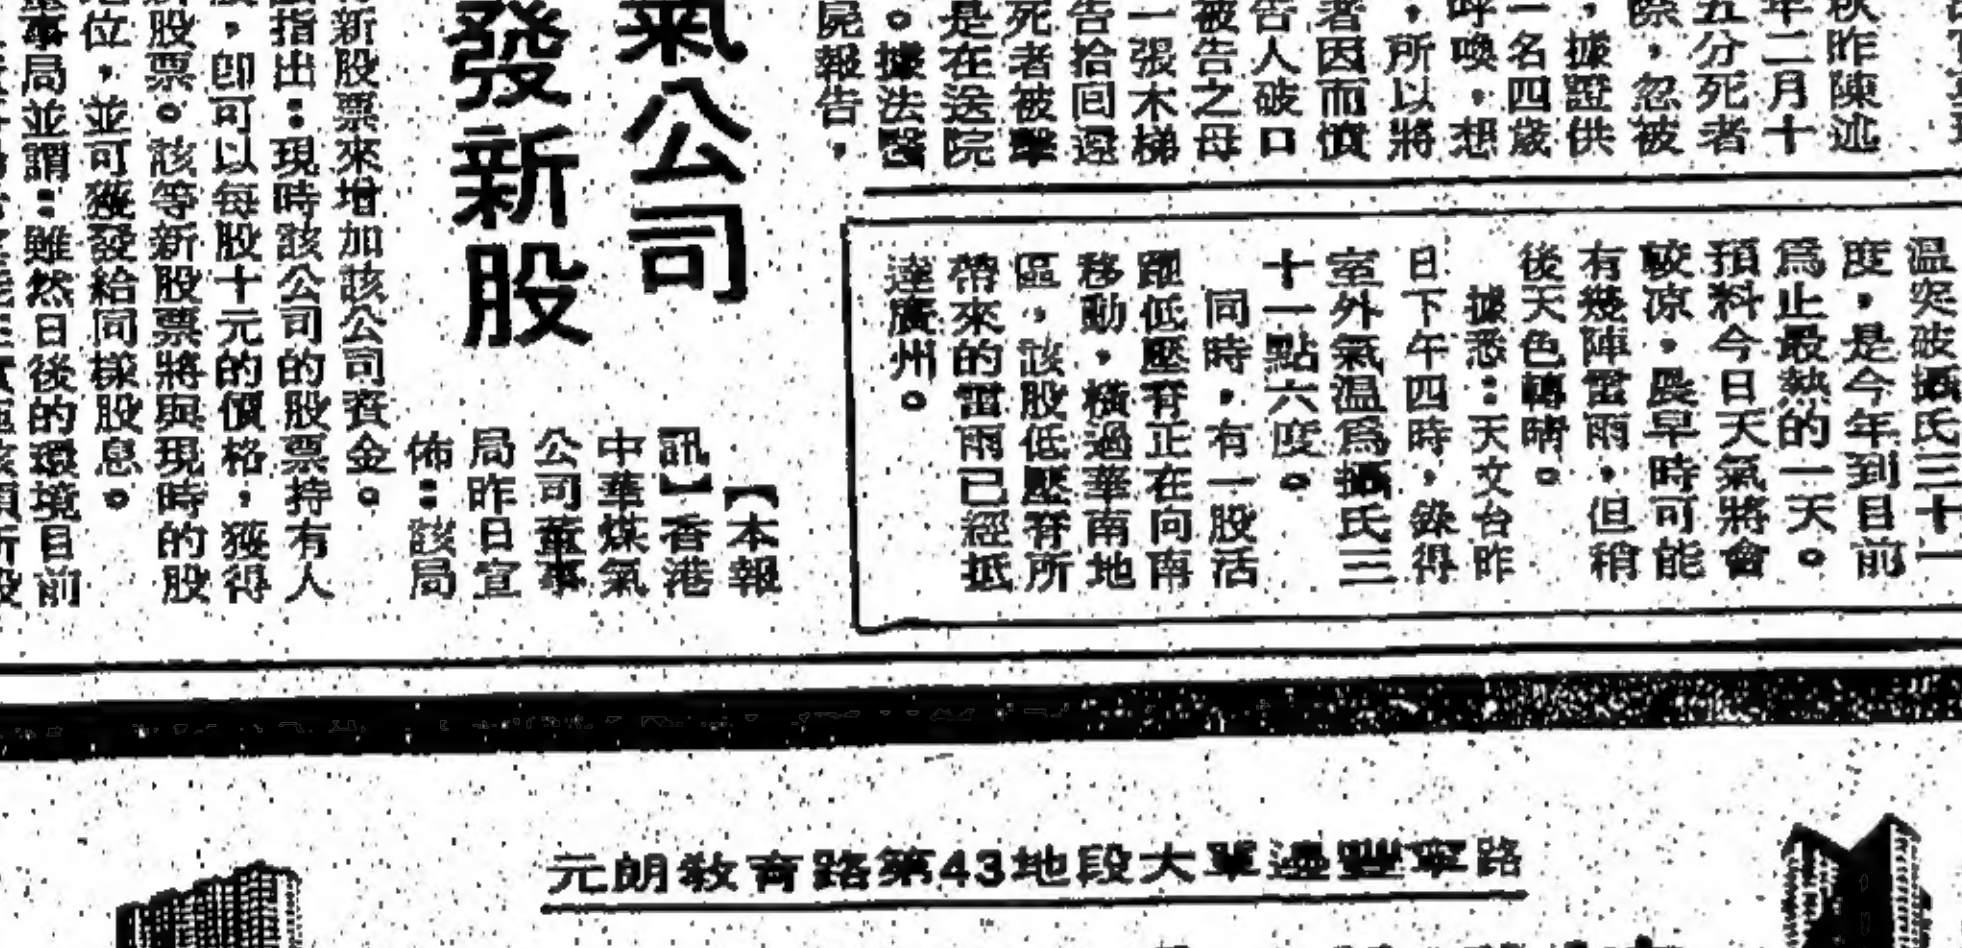 秋昨陳述
年二月十
五分死者
際，忽被
，據證供
一名四歲
呼喚，想
，所以將
者因而憤
告人破口
被告之母
一張木梯
告拾回還
死者被擊
是在送院
。據法醫
屍報告，
温突破攝氏三十一
度，是今年到目前
爲止最熱的一天。
預料今日天氣將會
較凉，晨早時可能
有幾陣雷雨，但稍
後天色轉晴。
據悉：天文台昨
日下午四時，錄得
室外氣温爲攝氏三
十一點六度。
同時，有一股活
躍低壓脊正在向南
移動，橫過華南地
區，該股低壓脊所
帶來的雷雨已經抵
達廣州。
氣公司
發新股
【本報
訊】香港
中華煤氣
公司董事
局昨日宣
佈：該局
新股票來增加該公司資金。
指出：現時該公司的股票持有人
，卽可以每股十元的價格，獲得
股票。該等新股票將與現時的股
位，並可獲發給同樣股息。
事局並謂：雖然日後的環境目前
元朗教育路第43地段大單邊豐寧路